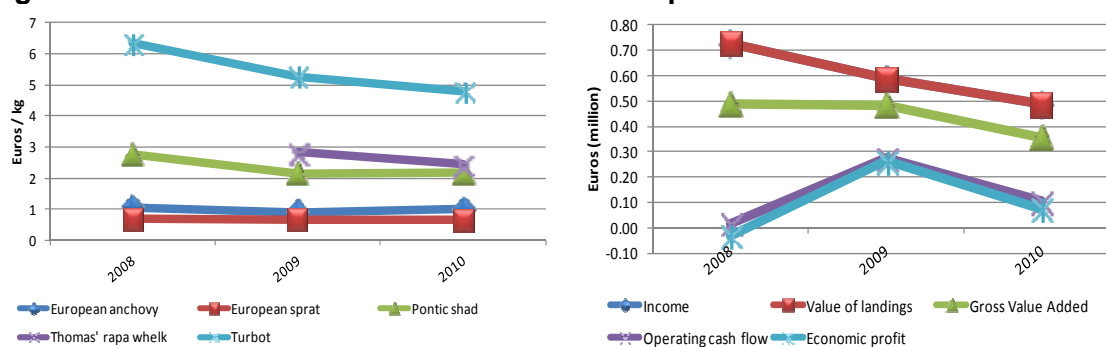 Euros / kg
7
6
5
4
3
2
1
0
2008
2009
2010
European anchovy
European sprat
Pontic shad
Thomas' rapa whelk
Turbot
Euros (million)
0.80
0.70
0.60
0.50
0.40
0.30
0.20
0.10
0.00
-0.10
2008
2009
2010
Income
Value of landings
Gross Value Added
Operating cash flow
Economic profit